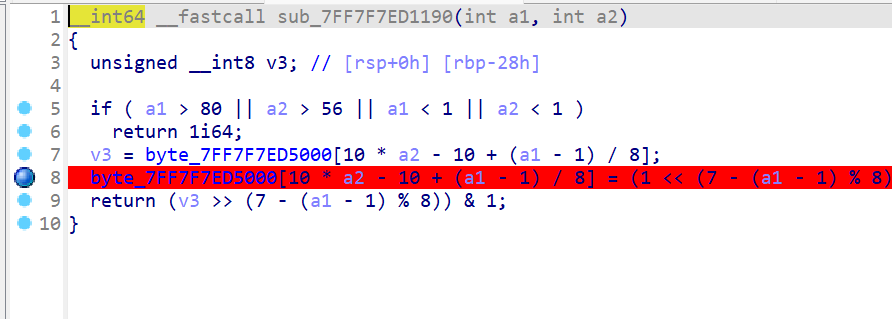 1 __int64 __fastcall sub_7FF7F7ED1190(int a1, int a2)
2 {
3 unsigned __int8 v3; // [rsp+0h] [rbp-28h]
4
5 if ( a1 > 80 || a2 > 56 || a1 < 1 || a2 < 1 )
6 return 1i64;
7 v3 = byte_7FF7F7ED5000[10 * a2 - 10 + (a1 - 1) / 8];
8 byte_7FF7F7ED5000[10 * a2 - 10 + (a1 - 1) / 8] = (1 << (7 - (a1 - 1) % 8)
9 return (v3 >> (7 - (a1 - 1) % 8)) & 1;
10 }